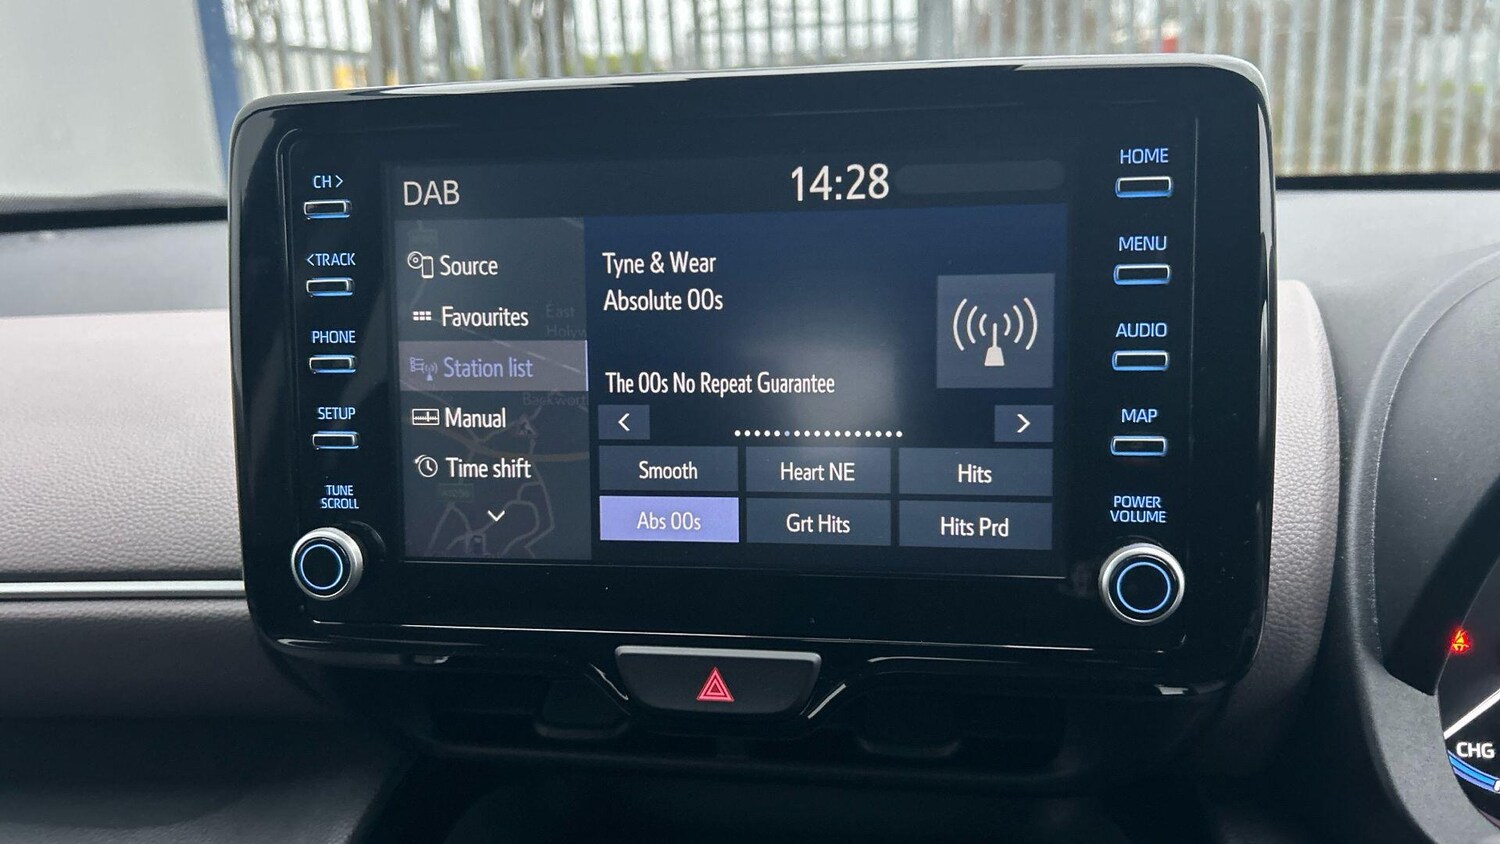 CH>
<TRACK
PHONE
SETUP
TUNE
SCROLL
DAB
14:28
Source
Favourites
Station list
Manual
Time shift
East
Tyne & Wear
Absolute 00s
The 00s No Repeat Guarantee
<
>
Smooth
Heart NE
Hits
Abs 00s
Grt Hits
Hits Prd
HOME
MENU
AUDIO
MAP
POWER
VOLUME
CHG